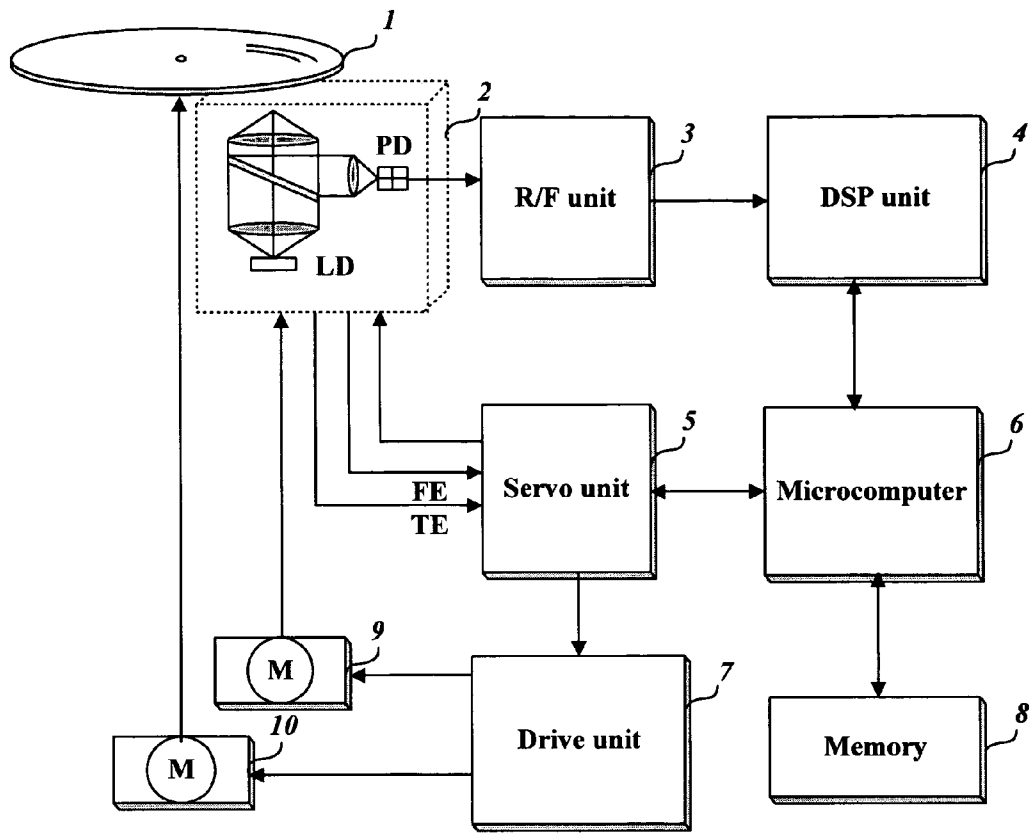 1
2
PD
3
4
R/F unit
DSP unit
LD
5
6
FE
Servo unit
Microcomputer
TE
9
M
7
10
8
Drive unit
Memory
M